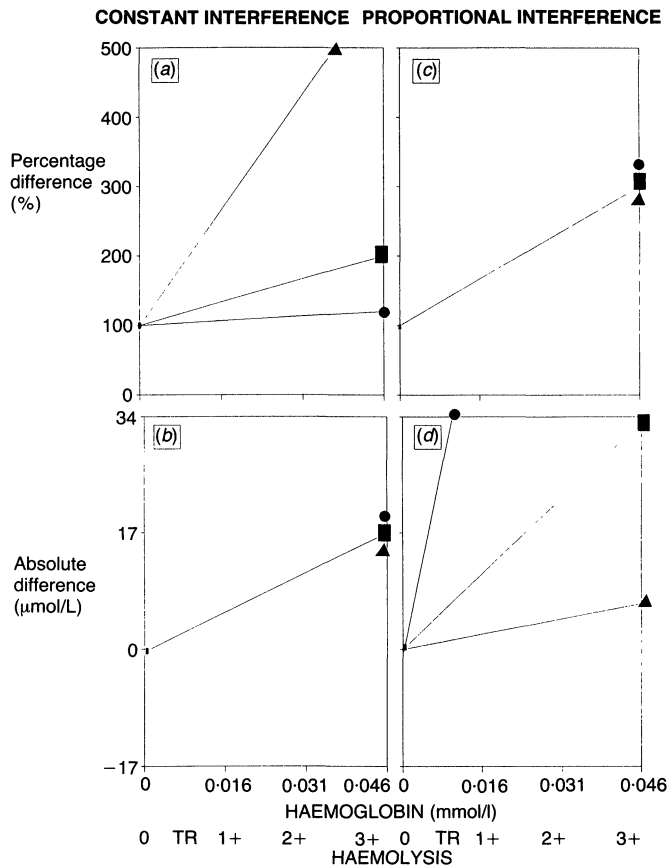 CONSTANT INTERFERENCE PROPORTIONAL INTERFERENCE
500
(a)
(c)
400
Percentage
difference
(%)
300
200
100
0
34
(b)
(d)
17
Absolute
difference
(μmol/L)
0
−17
0 0·016 0·031 0·046 0 0·016 0·031 0·046
HAEMOGLOBIN (mmol/l)
0 TR 1+ 2+ 3+ 0 TR 1+ 2+ 3+
HAEMOLYSIS